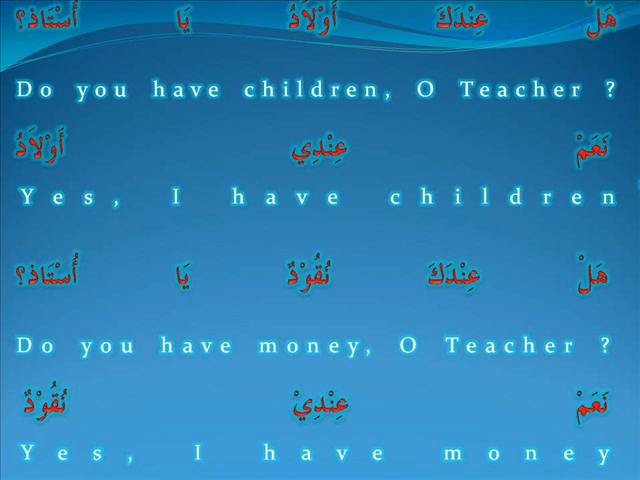 هَلْ عِنْدَكَ أَوْلَادٌ يَا أُسْتَاذ؟
Do you have children, O Teacher ?
نَعَمْ عِنْدِي أَوْلَادٌ
Yes, I have children
هَلْ عِنْدَكَ نُقُوْدٌ يَا أُسْتَاذ؟
Do you have money, O Teacher ?
نَعَمْ عِنْدِيْ نُقُوْدٌ
Yes, I have money